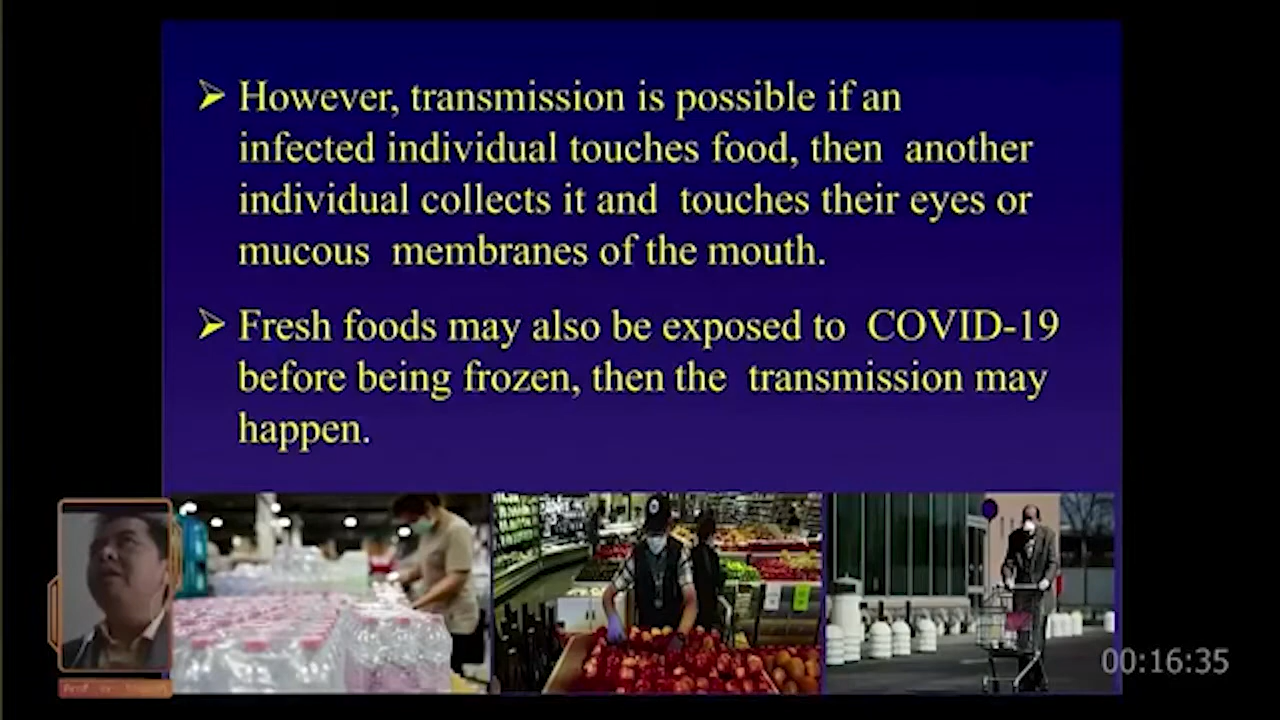 However, transmission is possible if an
infected individual touches food, then another
individual collects it and touches their eyes or
mucous membranes of the mouth.
Fresh foods may also be exposed to COVID-19
before being frozen, then the transmission may
happen.
00:16:35